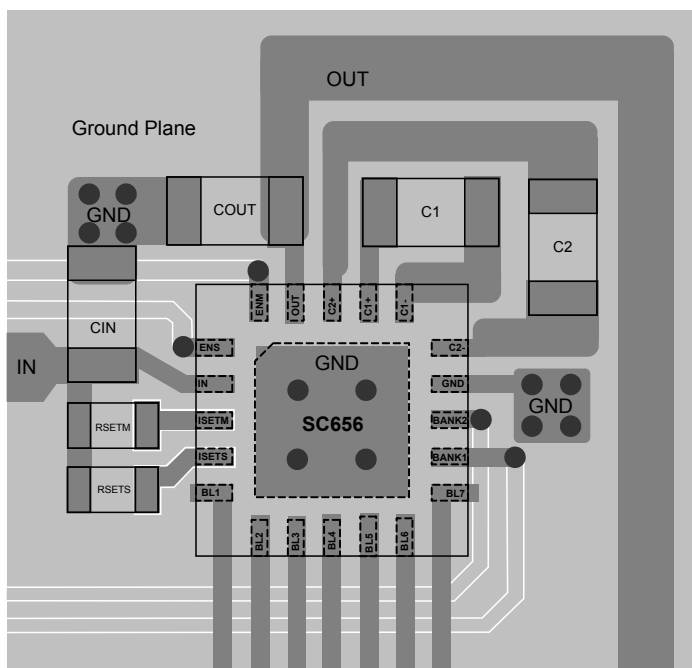 OUT
Ground Plane
GND
COUT
C1
C2
ENM
OUT
C2+
C1+
C1-
CIN
ENS
C2-
IN
GND
IN
GND
GND
ISETM
SC656
BANK2
RSETM
ISETS
BANK1
RSETS
BL1
BL7
BL2
BL3
BL4
BL5
BL6